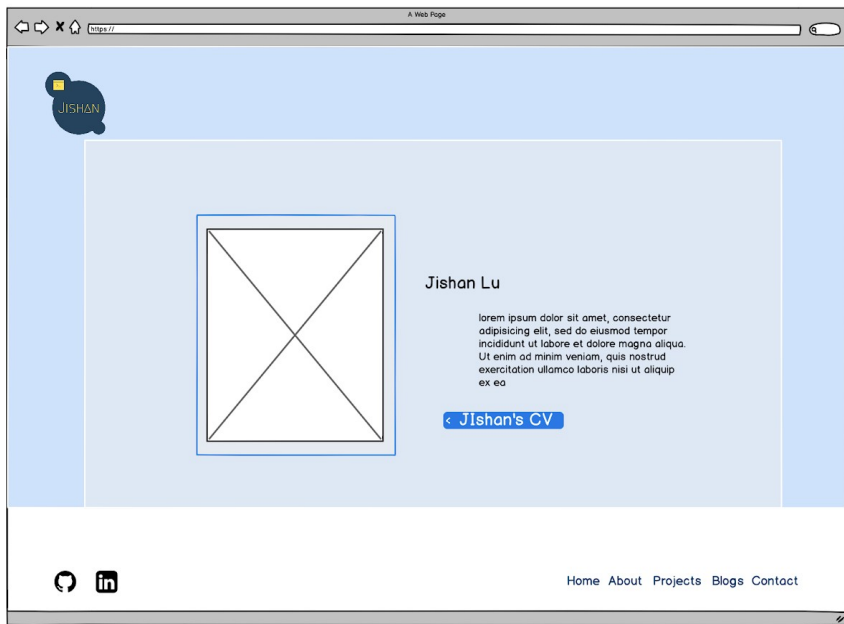 A Web Page
https://
JISHAN
Jishan Lu
lorem ipsum dolor sit amet, consectetur
adipisicing elit, sed do eiusmod tempor
incididunt ut labore et dolore magna aliqua.
Ut enim ad minim veniam, quis nostrud
exercitation ullamco laboris nisi ut aliquip
ex ea
< JIshan's CV
in
Home About Projects Blogs Contact